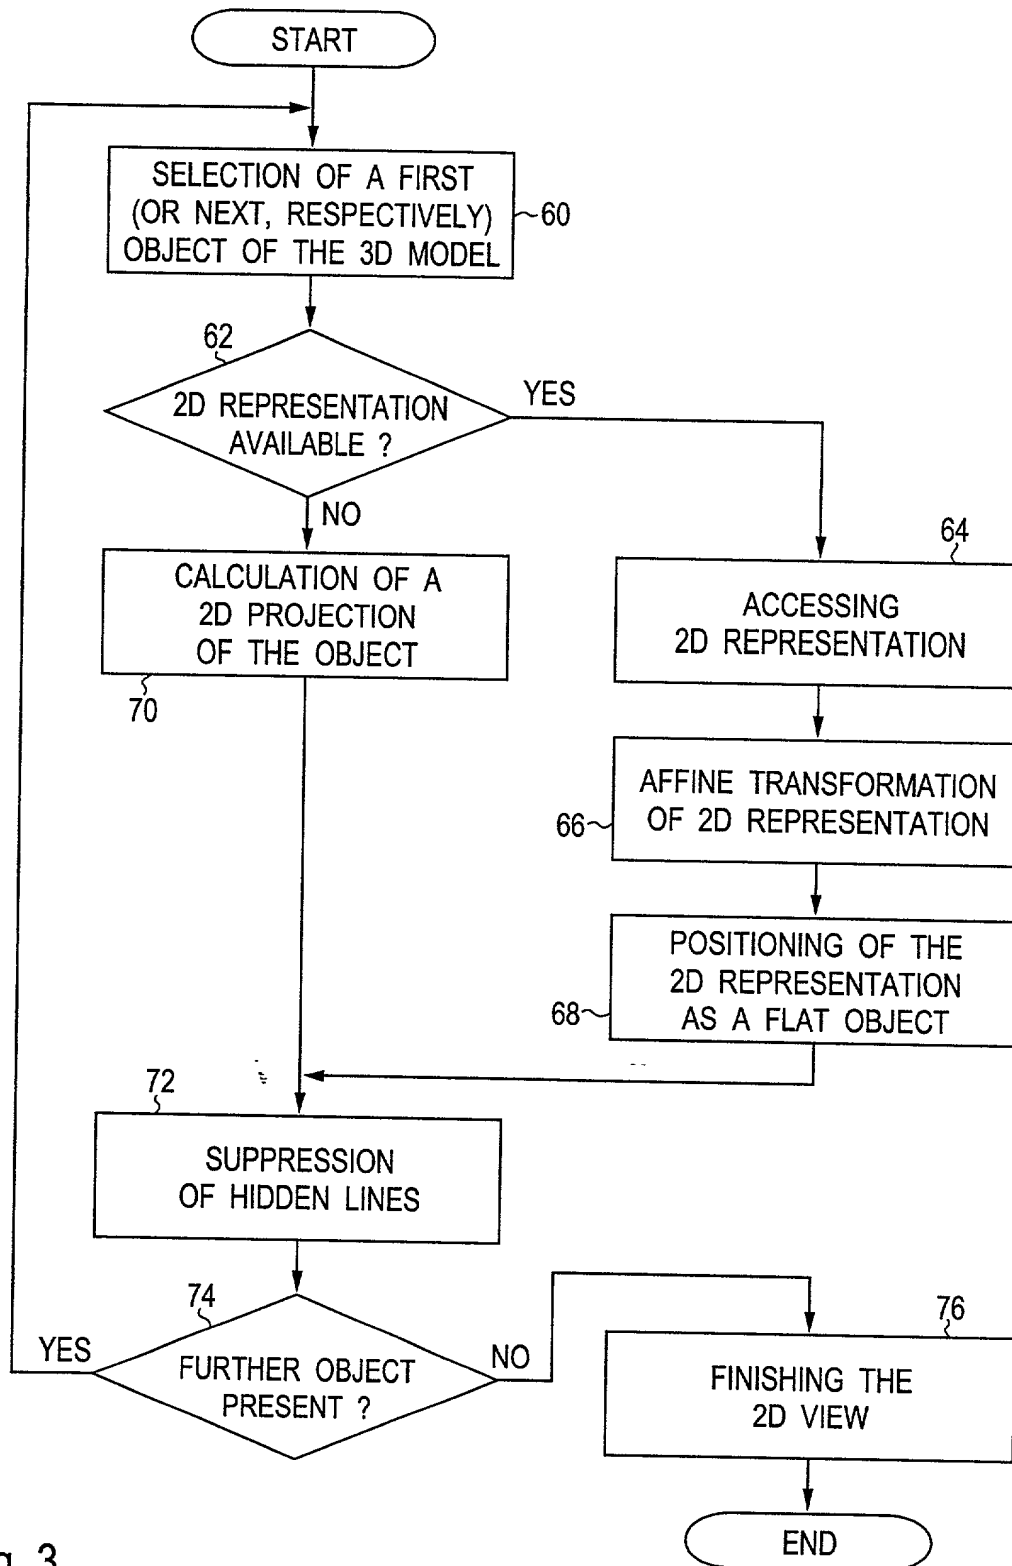 START
SELECTION OF A FIRST
(OR NEXT, RESPECTIVELY)
OBJECT OF THE 3D MODEL
60
62
2D REPRESENTATION
AVAILABLE ?
YES
NO
64
CALCULATION OF A
2D PROJECTION
OF THE OBJECT
70
ACCESSING
2D REPRESENTATION
AFFINE TRANSFORMATION
OF 2D REPRESENTATION
66
POSITIONING OF THE
2D REPRESENTATION
AS A FLAT OBJECT
68
72
SUPPRESSION
OF HIDDEN LINES
74
YES
FURTHER OBJECT
PRESENT ?
NO
76
FINISHING THE
2D VIEW
END
3